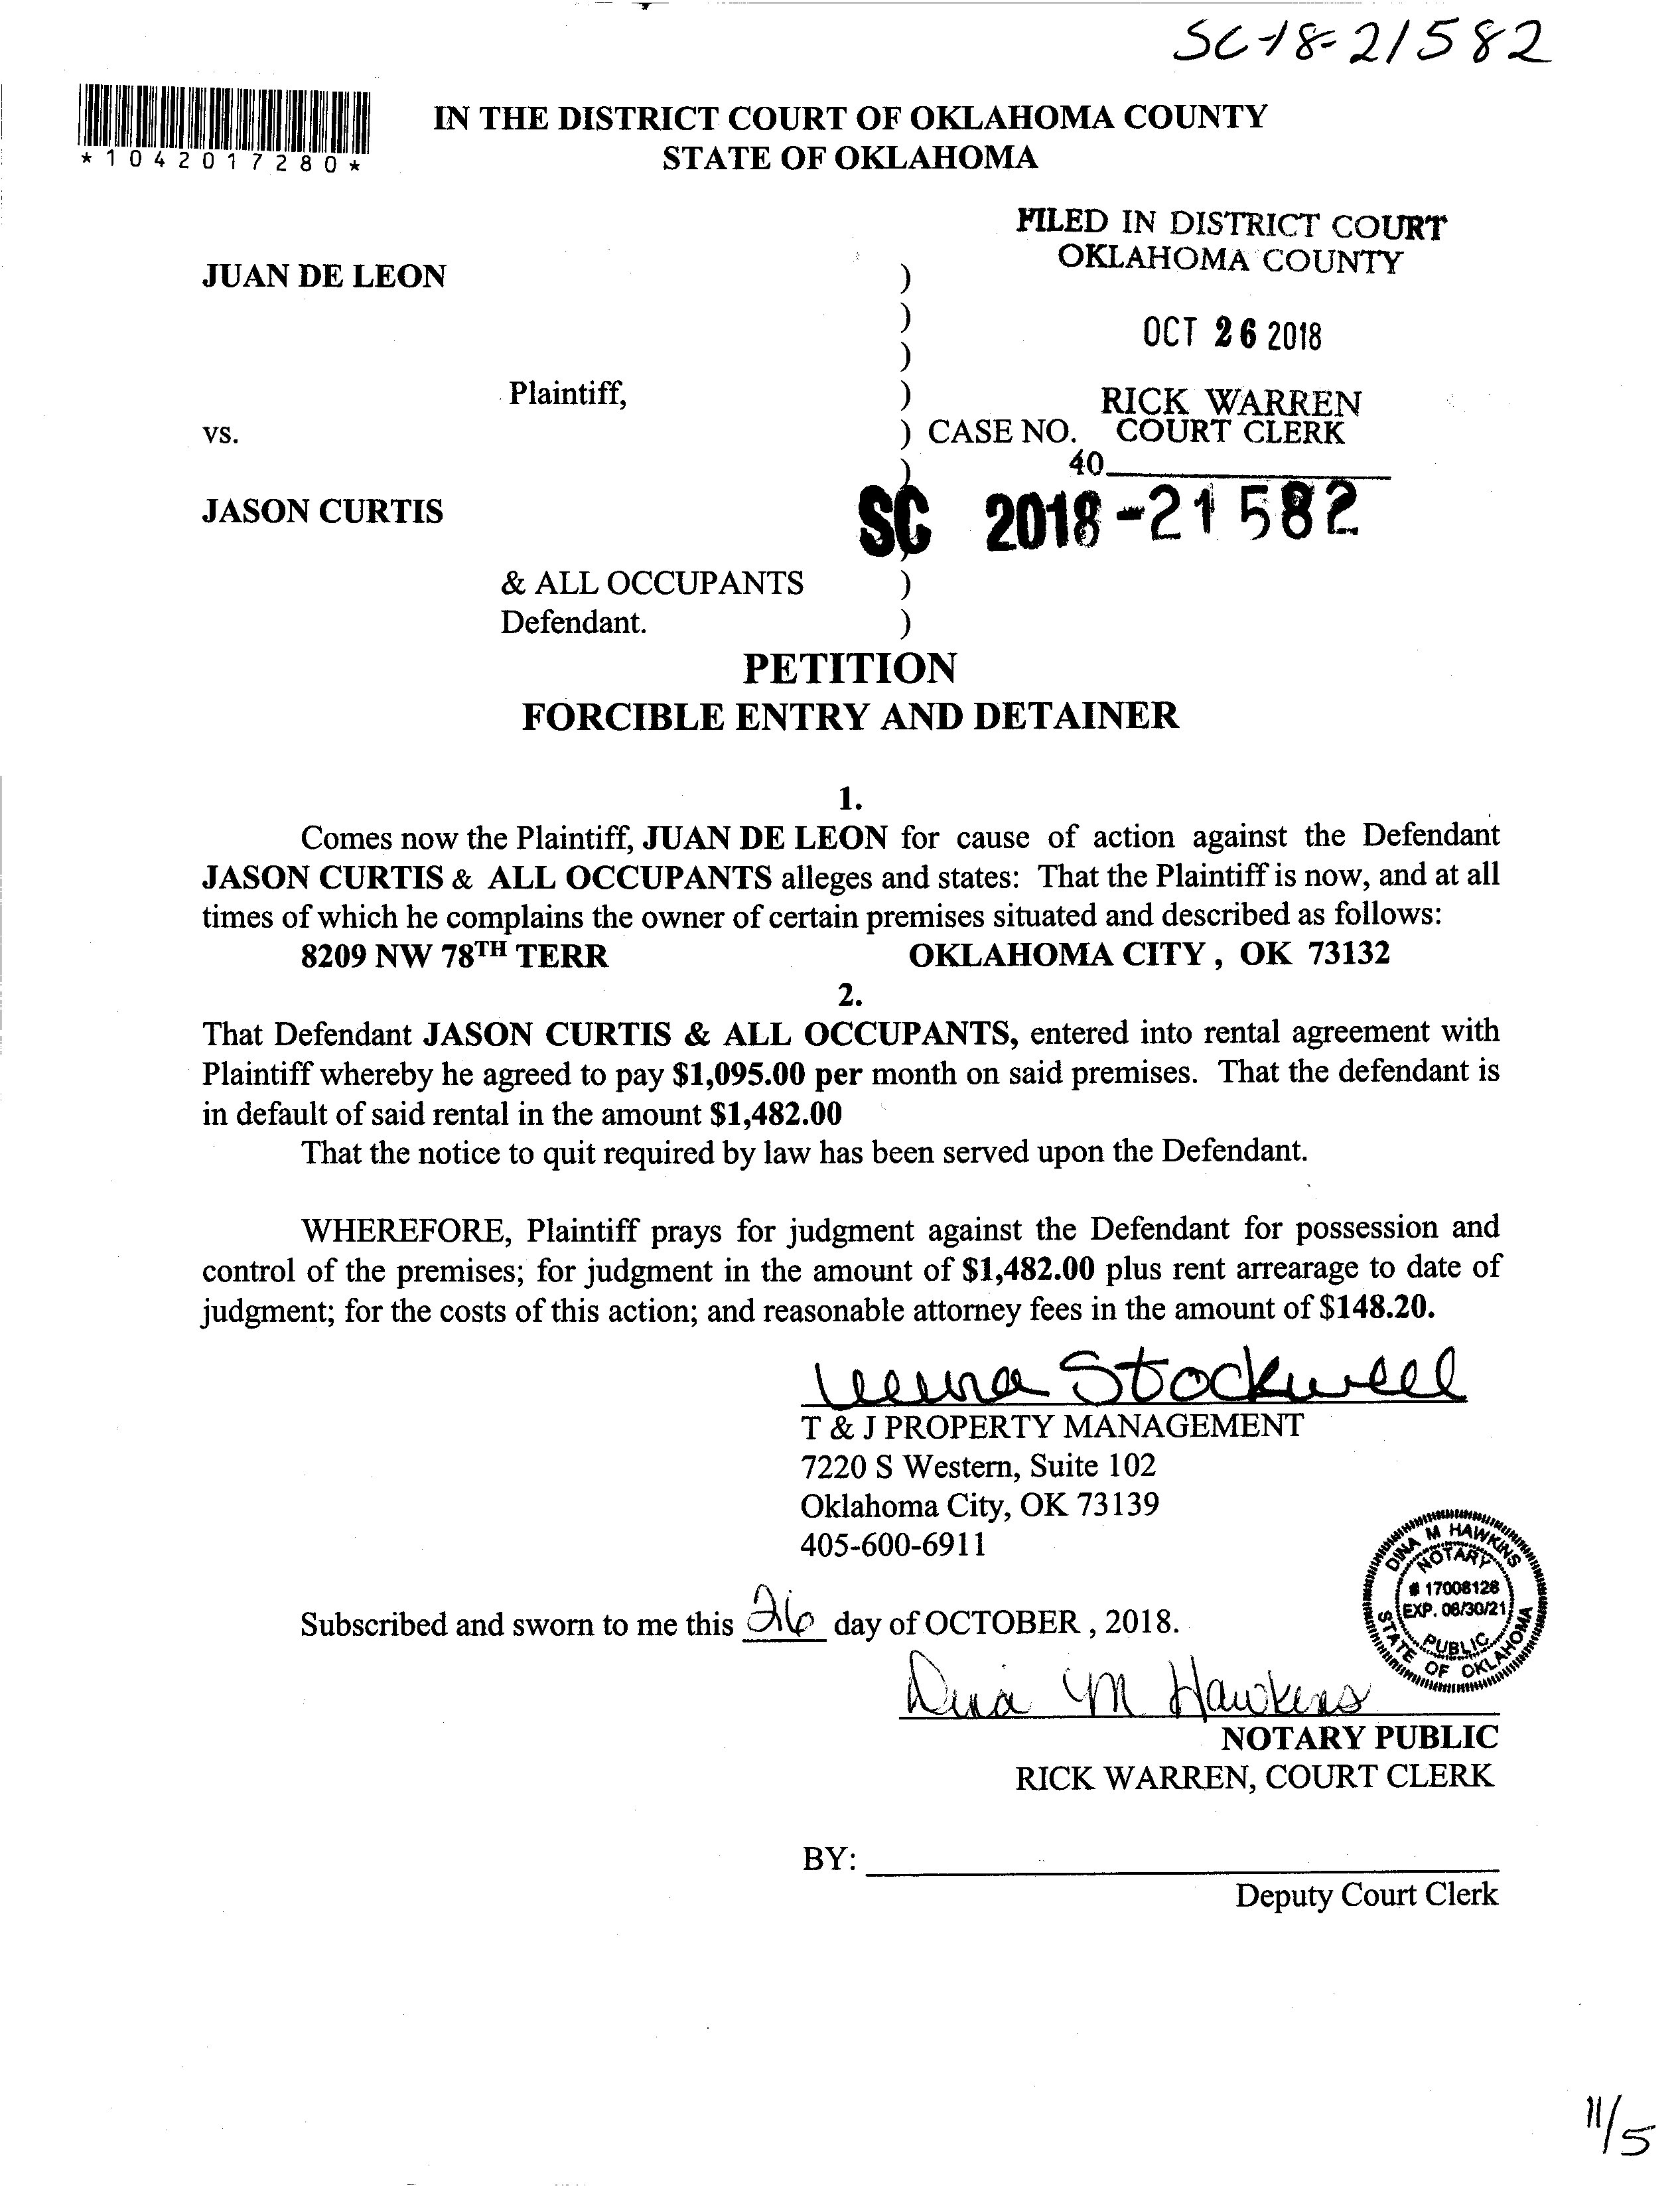 SC-18-21582
*1042017280*
IN THE DISTRICT COURT OF OKLAHOMA COUNTY
STATE OF OKLAHOMA
FILED IN DISTRICT COURT
OKLAHOMA COUNTY
JUAN DE LEON )
)
OCT 26 2018
)
Plaintiff, )
RICK WARREN
vs. ) CASE NO. COURT CLERK
) 40
JASON CURTIS
SC 2018-21582
& ALL OCCUPANTS )
Defendant. )
PETITION
FORCIBLE ENTRY AND DETAINER
1.
Comes now the Plaintiff, JUAN DE LEON for cause of action against the Defendant
JASON CURTIS & ALL OCCUPANTS alleges and states: That the Plaintiff is now, and at all
times of which he complains the owner of certain premises situated and described as follows:
8209 NW 78TH TERR OKLAHOMA CITY , OK 73132
2.
That Defendant JASON CURTIS & ALL OCCUPANTS, entered into rental agreement with
Plaintiff whereby he agreed to pay $1,095.00 per month on said premises. That the defendant is
in default of said rental in the amount $1,482.00
That the notice to quit required by law has been served upon the Defendant.
WHEREFORE, Plaintiff prays for judgment against the Defendant for possession and
control of the premises; for judgment in the amount of $1,482.00 plus rent arrearage to date of
judgment; for the costs of this action; and reasonable attorney fees in the amount of $148.20.
Stockwell
T & J PROPERTY MANAGEMENT
7220 S Western, Suite 102
Oklahoma City, OK 73139
405-600-6911
DINA M HAWKINS
NOTARY
# 17006128
EXP. 06/30/21
PUBLIC
STATE OF OKLAHOMA
Subscribed and sworn to me this 26 day of OCTOBER , 2018.
Dina M Hawkins
NOTARY PUBLIC
RICK WARREN, COURT CLERK
BY:
Deputy Court Clerk
11/5